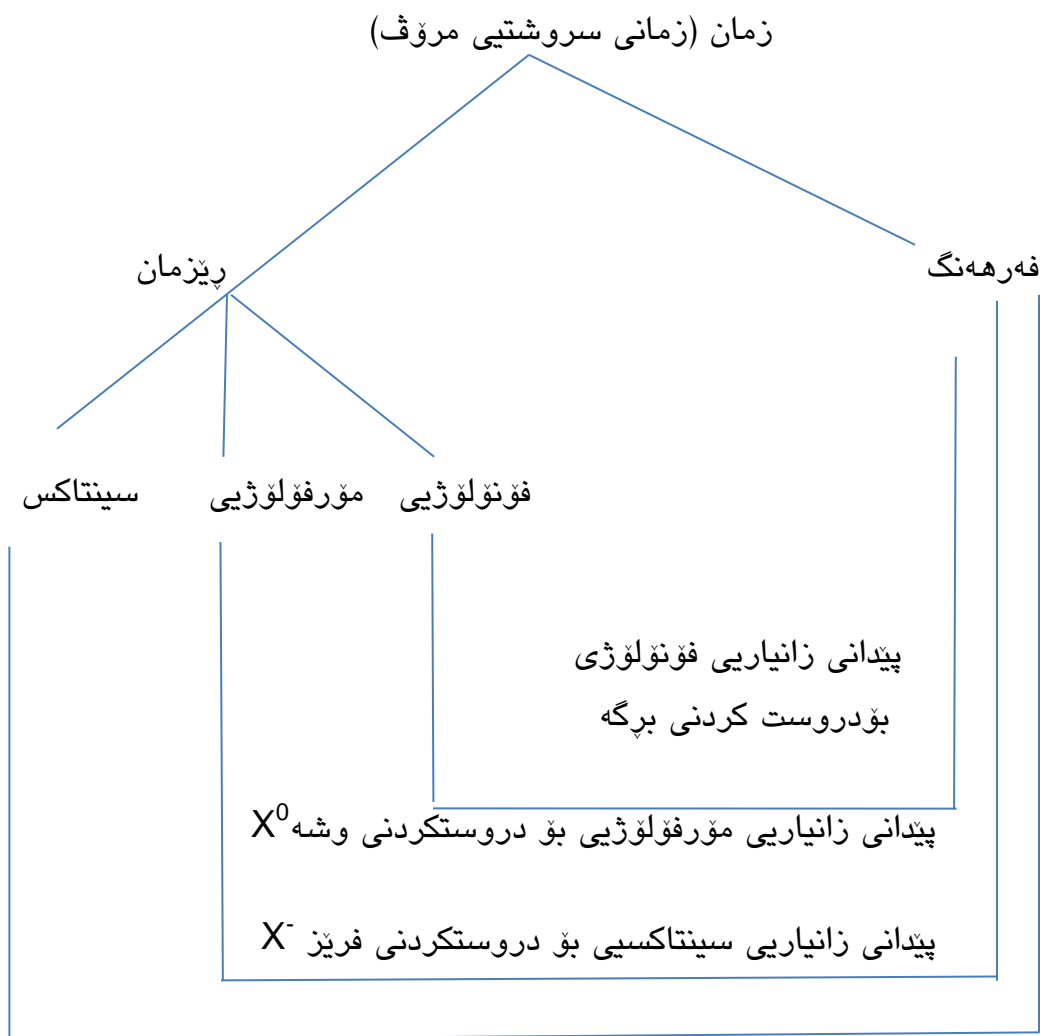 زمان (زمانی سروشتیی مرۆڤ)
فەرهەنگ
ڕێزمان
فۆنۆلۆژیی
مۆرفۆلۆژیی
سینتاکس
پێدانی زانیاریی فۆنۆلۆژی
بۆدروست کردنی برگە
پێدانی زانیاریی مۆرفۆلۆژیی بۆ دروستکردنی وشە X⁰
پێدانی زانیاریی سینتاکسیی بۆ دروستکردنی فرێز X⁻